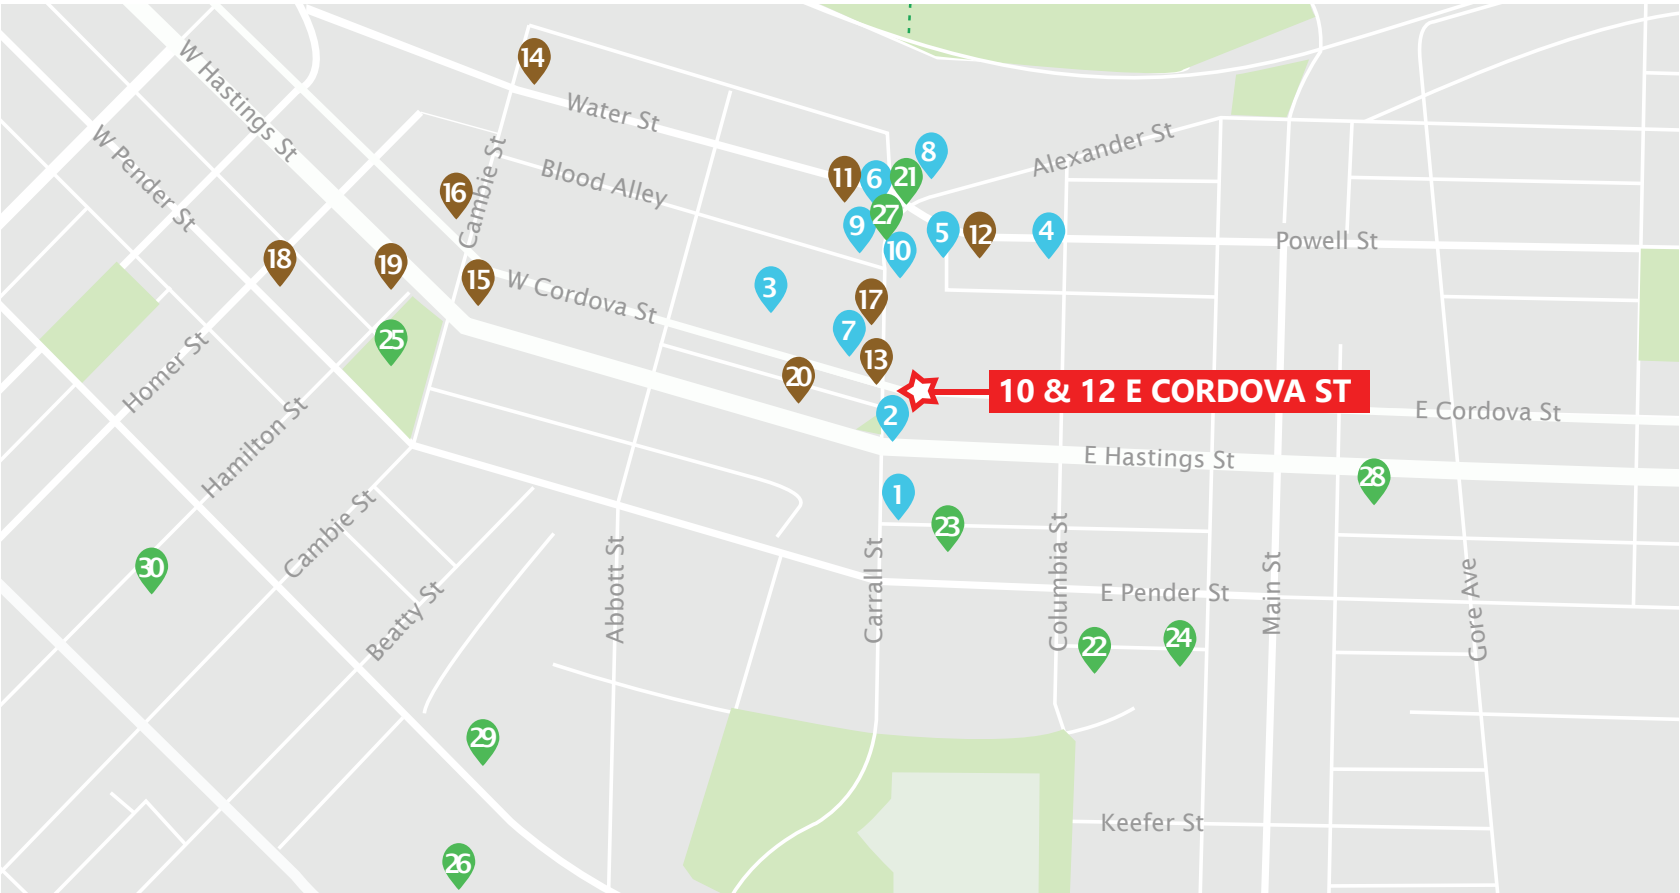 14
W Hastings St
Water St
W Pender St
Alexander St
Cambie St
Blood Alley
8
11
6
21
16
27
9
5
12
4
10
Powell St
18
19
15
W Cordova St
3
17
7
25
13
20
10 & 12 E CORDOVA ST
Homer St
2
E Cordova St
Hamilton St
E Hastings St
28
1
23
Cambie St
30
Abbott St
Carrall St
Columbia St
Main St
Gore Ave
E Pender St
Beatty St
22
24
29
Keefer St
26